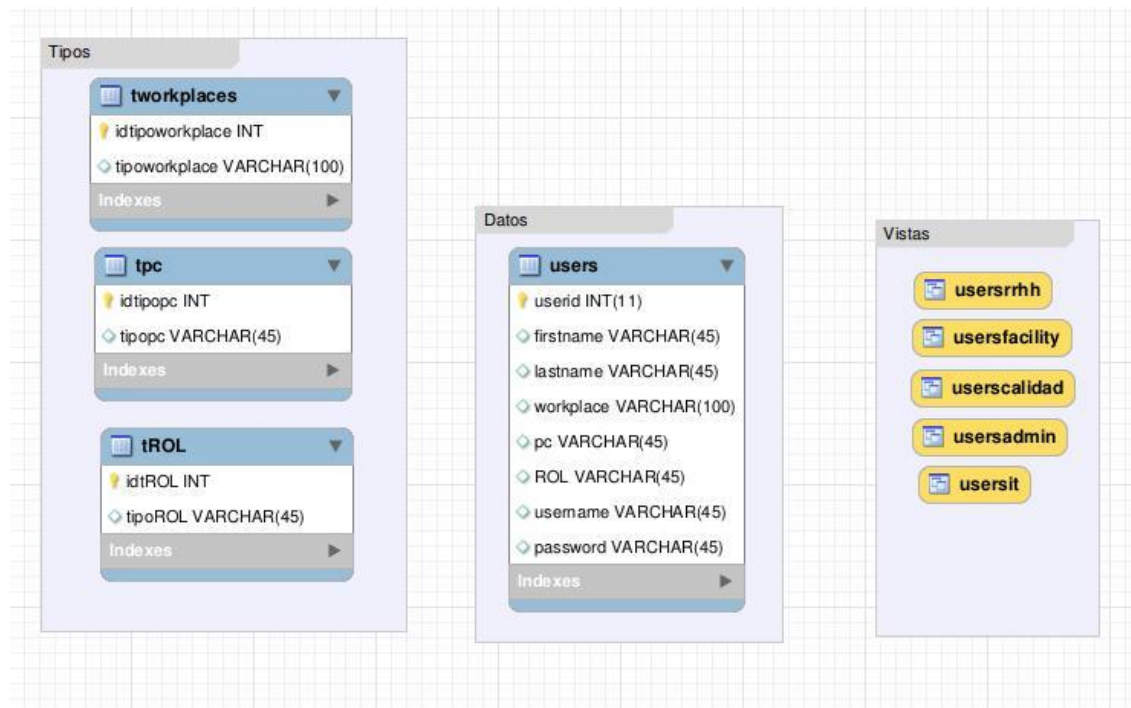 Tipos
tworkplaces
idtipoworkplace INT
tipoworkplace VARCHAR(100)
Indexes
tpc
idtipopc INT
tipopc VARCHAR(45)
Indexes
tROL
idtROL INT
tipoROL VARCHAR(45)
Indexes
Datos
users
userid INT(11)
firstname VARCHAR(45)
lastname VARCHAR(45)
workplace VARCHAR(100)
pc VARCHAR(45)
ROL VARCHAR(45)
username VARCHAR(45)
password VARCHAR(45)
Indexes
Vistas
usersrrhh
usersfacility
userscalidad
usersadmin
usersit